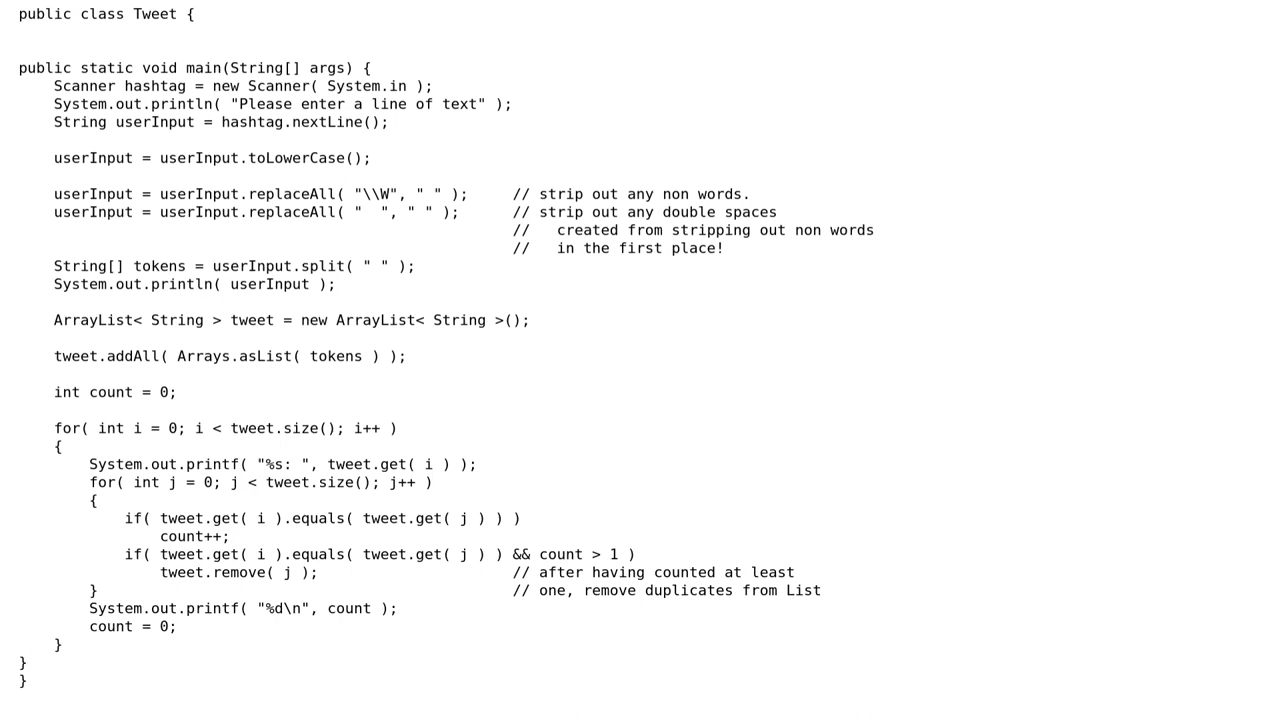 public class Tweet {
public static void main(String[] args) {
    Scanner hashtag = new Scanner( System.in );
    System.out.println( "Please enter a line of text" );
    String userInput = hashtag.nextLine();
    userInput = userInput.toLowerCase();
    userInput = userInput.replaceAll( "\\W", " " );     // strip out any non words.
    userInput = userInput.replaceAll( "  ", " " );      // strip out any double spaces
                                                        //   created from stripping out non words
                                                        //   in the first place!
    String[] tokens = userInput.split( " " );
    System.out.println( userInput );
    ArrayList< String > tweet = new ArrayList< String >();
    tweet.addAll( Arrays.asList( tokens ) );
    int count = 0;
    for( int i = 0; i < tweet.size(); i++ )
    {
        System.out.printf( "%s: ", tweet.get( i ) );
        for( int j = 0; j < tweet.size(); j++ )
        {
            if( tweet.get( i ).equals( tweet.get( j ) ) )
                count++;
            if( tweet.get( i ).equals( tweet.get( j ) ) && count > 1 )
                tweet.remove( j );                      // after having counted at least
        }                                               // one, remove duplicates from List
        System.out.printf( "%d\n", count );
        count = 0;
    }
}
}